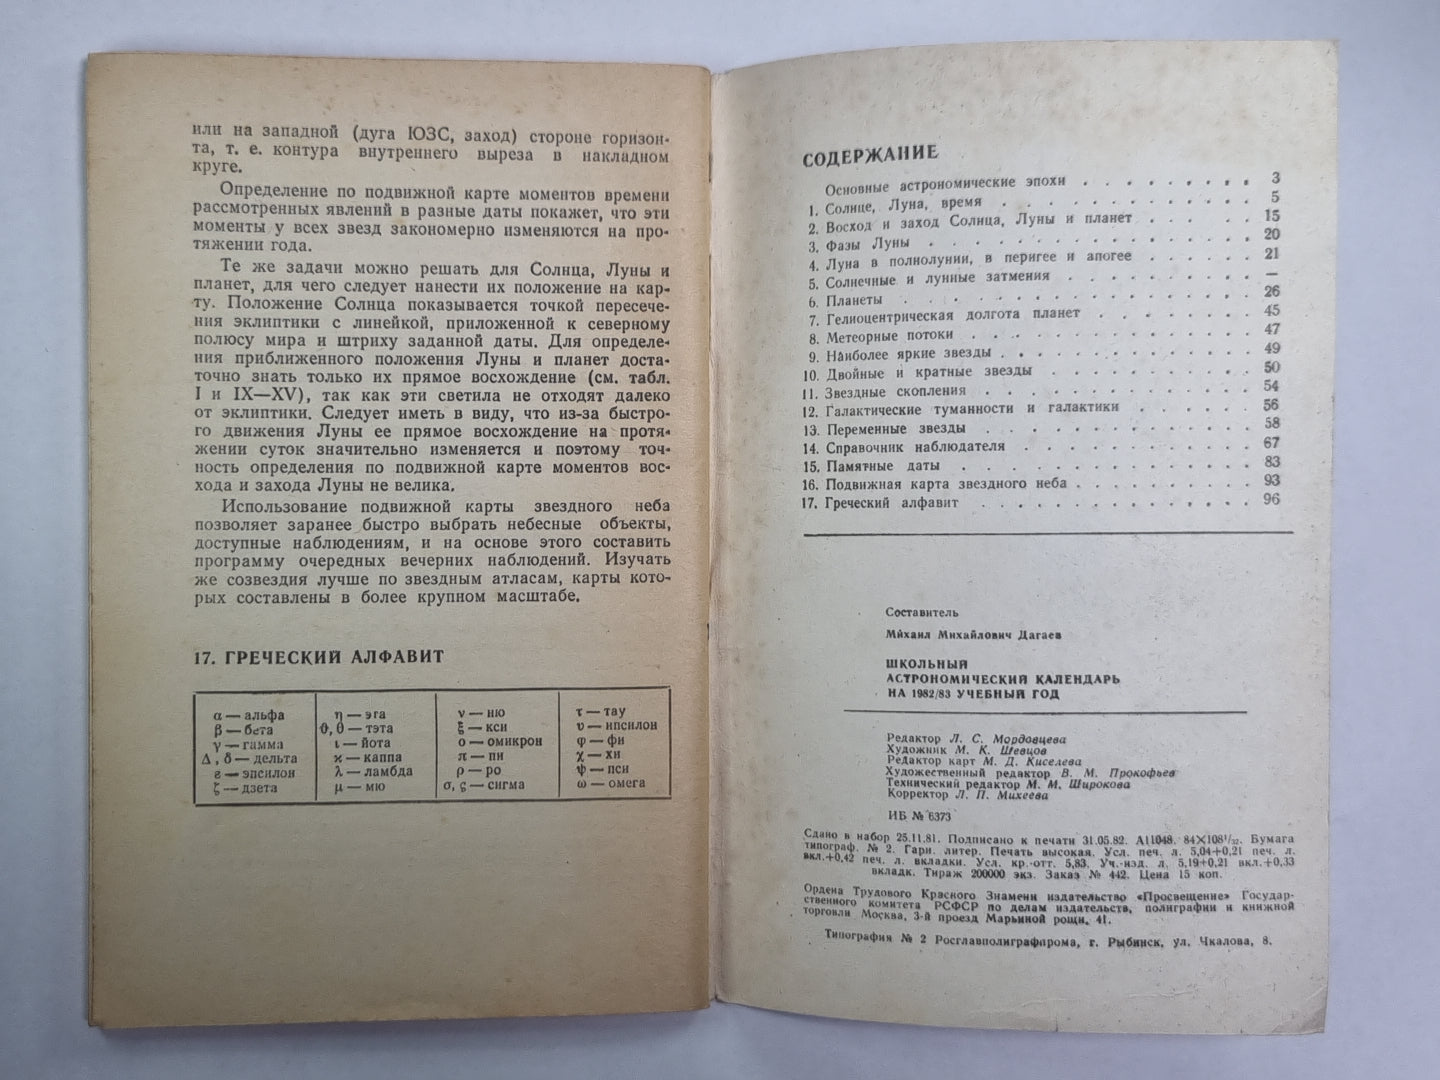 или на западной (дуга ЮЗС, заход) стороне горизон-
та, т. е. контура внутреннего выреза в накладном
круге.
Определение по подвижной карте моментов времени
рассмотренных явлений в разные даты покажет, что эти
моменты у всех звезд закономерно изменяются на про-
тяжении года.
Те же задачи можно решать для Солнца, Луны и
планет, для чего следует нанести их положение на кар-
ту. Положение Солнца показывается точкой пересече-
ния эклиптики с линейкой, приложенной к северному
полюсу мира и штриху заданной даты. Для определе-
ния приближенного положения Луны и планет доста-
точно знать только их прямое восхождение (см. табл.
I и IX—XV), так как эти светила не отходят далеко
от эклиптики. Следует иметь в виду, что из-за быстро-
го движения Луны ее прямое восхождение на протя-
жении суток значительно изменяется и поэтому точ-
ность определения по подвижной карте моментов вос-
хода и захода Луны не велика.
Использование подвижной карты звездного неба
позволяет заранее быстро выбрать небесные объекты,
доступные наблюдениям, и на основе этого составить
программу очередных вечерних наблюдений. Изучать
же созвездия лучше по звездным атласам, карты кото-
рых составлены в более крупном масштабе.
17. ГРЕЧЕСКИЙ АЛФАВИТ
α — альфа
β — бета
γ — гамма
Δ, δ — дельта
ε — эпсилон
ζ — дзета
η — эта
ϑ, θ — тэта
ι — йота
ϰ — каппа
λ — ламбда
μ — мю
ν — ню
ξ — кси
ο — омикрон
π — пи
ρ — ро
σ, ς — сигма
τ — тау
υ — ипсилон
φ — фи
χ — хи
ψ — пси
ω — омега
СОДЕРЖАНИЕ
Основные астрономические эпохи . . . . . . . . . 3
1. Солнце, Луна, время . . . . . . . . . . . . . 5
2. Восход и заход Солнца, Луны и планет . . . . . 15
3. Фазы Луны . . . . . . . . . . . . . . . . 20
4. Луна в полнолунии, в перигее и апогее . . . . . . 21
5. Солнечные и лунные затмения . . . . . . . . . —
6. Планеты . . . . . . . . . . . . . . 26
7. Гелиоцентрическая долгота планет . . . . . . . . 45
8. Метеорные потоки . . . . . . . . . . . . . 47
9. Наиболее яркие звезды . . . . . . . . . . . . 49
10. Двойные и кратные звезды . . . . . . . . . . 50
11. Звездные скопления . . . . . . . . . . . . . 54
12. Галактические туманности и галактики . . . . . . 56
13. Переменные звезды . . . . . . . . . . . . 58
14. Справочник наблюдателя . . . . . . . . . . 67
15. Памятные даты . . . . . . . . . . . . . 83
16. Подвижная карта звездного неба . . . . . . . . 93
17. Греческий алфавит . . . . . . . . . . . . 96
Составитель
Михаил Михайлович Дагаев
ШКОЛЬНЫЙ
АСТРОНОМИЧЕСКИЙ КАЛЕНДАРЬ
НА 1982/83 УЧЕБНЫЙ ГОД
Редактор Л. С. Мордовцева
Художник М. К. Шевцов
Редактор карт М. Д. Киселева
Художественный редактор В. М. Прокофьев
Технический редактор М. М. Широкова
Корректор Л. П. Михеева
ИБ № 6373
Сдано в набор 25.11.81. Подписано к печати 31.05.82. А11048. 84×108¹/₃₂. Бумага
типограф. № 2. Гарн. литер. Печать высокая. Усл. печ. л. 5,04+0,21 печ. л.
вкл.+0,42 печ. л. вкладки. Усл. кр.-отт. 5,83. Уч.-изд. л. 5,19+0,21 вкл.+0,33
вкладк. Тираж 200000 экз. Заказ № 442. Цена 15 коп.
Ордена Трудового Красного Знамени издательство «Просвещение» Государ-
ственного комитета РСФСР по делам издательств, полиграфии и книжной
торговли Москва, 3-й проезд Марьиной рощи, 41.
Типография № 2 Росглавполиграфпрома, г. Рыбинск, ул. Чкалова, 8.